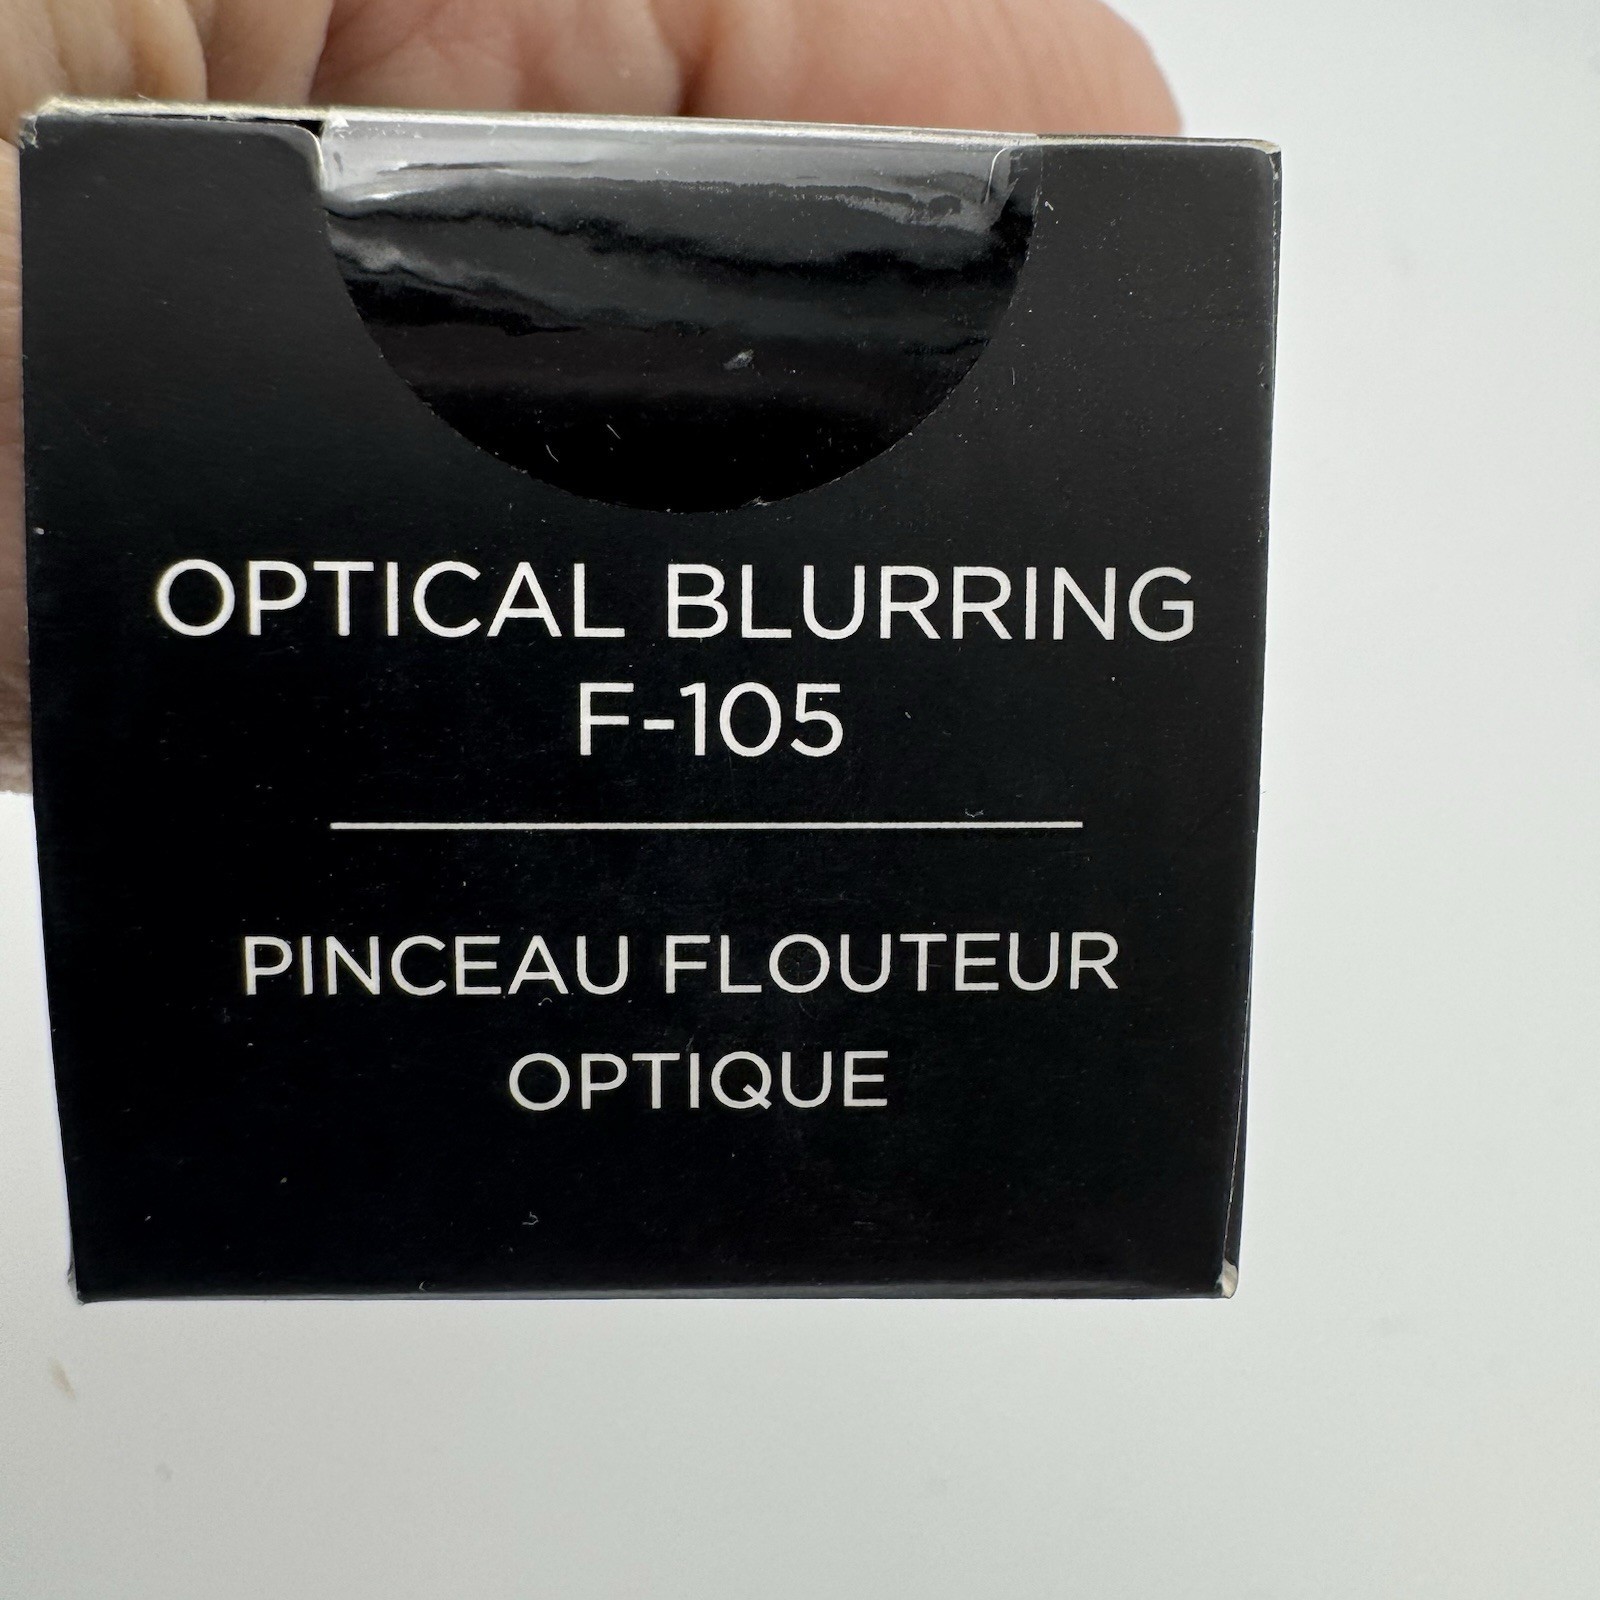 OPTICAL BLURRING
F-105
PINCEAU FLOUTEUR
OPTIQUE